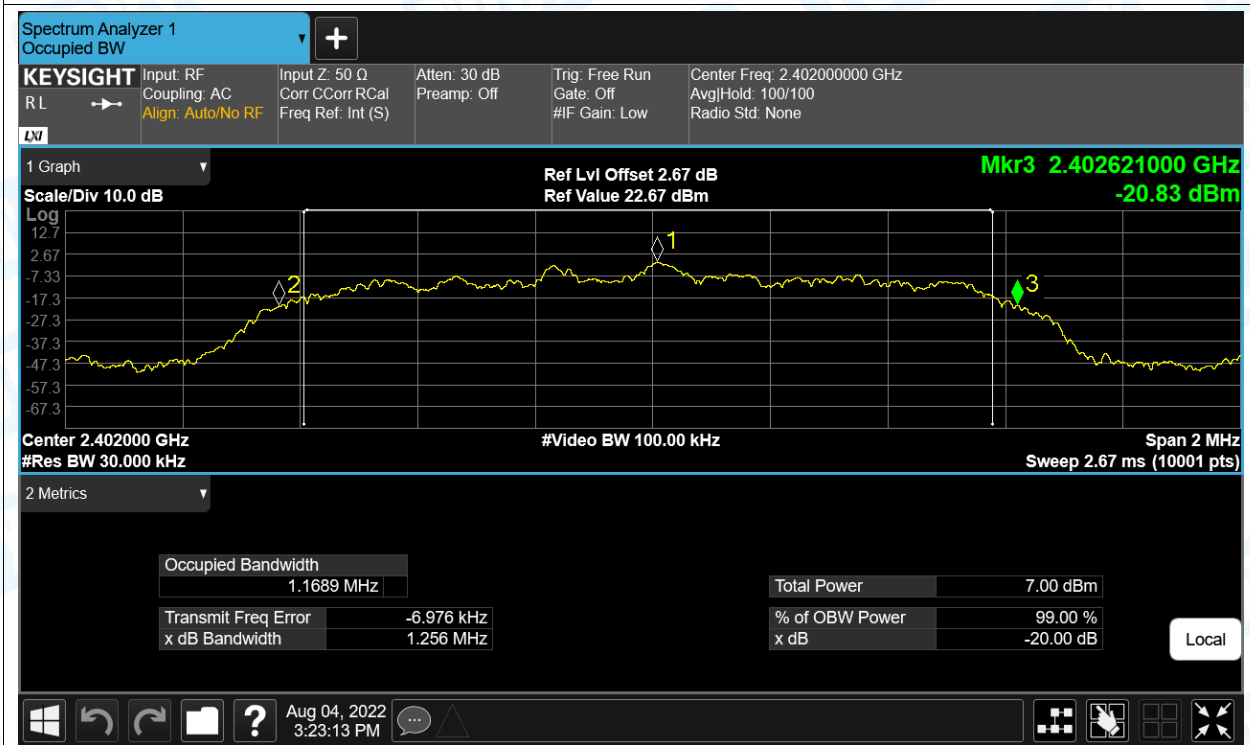 Spectrum Analyzer 1
Occupied BW
▼
+
KEYSIGHT
RL
LXI
Input: RF
Coupling: AC
Align: Auto/No RF
Input Z: 50 Ω
Corr CCorr RCal
Freq Ref: Int (S)
Atten: 30 dB
Preamp: Off
Trig: Free Run
Gate: Off
#IF Gain: Low
Center Freq: 2.402000000 GHz
Avg|Hold: 100/100
Radio Std: None
1 Graph ▼
Scale/Div 10.0 dB
Ref Lvl Offset 2.67 dB
Ref Value 22.67 dBm
Mkr3 2.402621000 GHz
-20.83 dBm
Log
12.7
2.67
-7.33
-17.3
-27.3
-37.3
-47.3
-57.3
-67.3
1
2
3
Center 2.402000 GHz
#Res BW 30.000 kHz
#Video BW 100.00 kHz
Span 2 MHz
Sweep 2.67 ms (10001 pts)
2 Metrics ▼
Occupied Bandwidth
1.1689 MHz
Transmit Freq Error -6.976 kHz
x dB Bandwidth 1.256 MHz
Total Power 7.00 dBm
% of OBW Power 99.00 %
x dB -20.00 dB
Local
?
Aug 04, 2022
3:23:13 PM